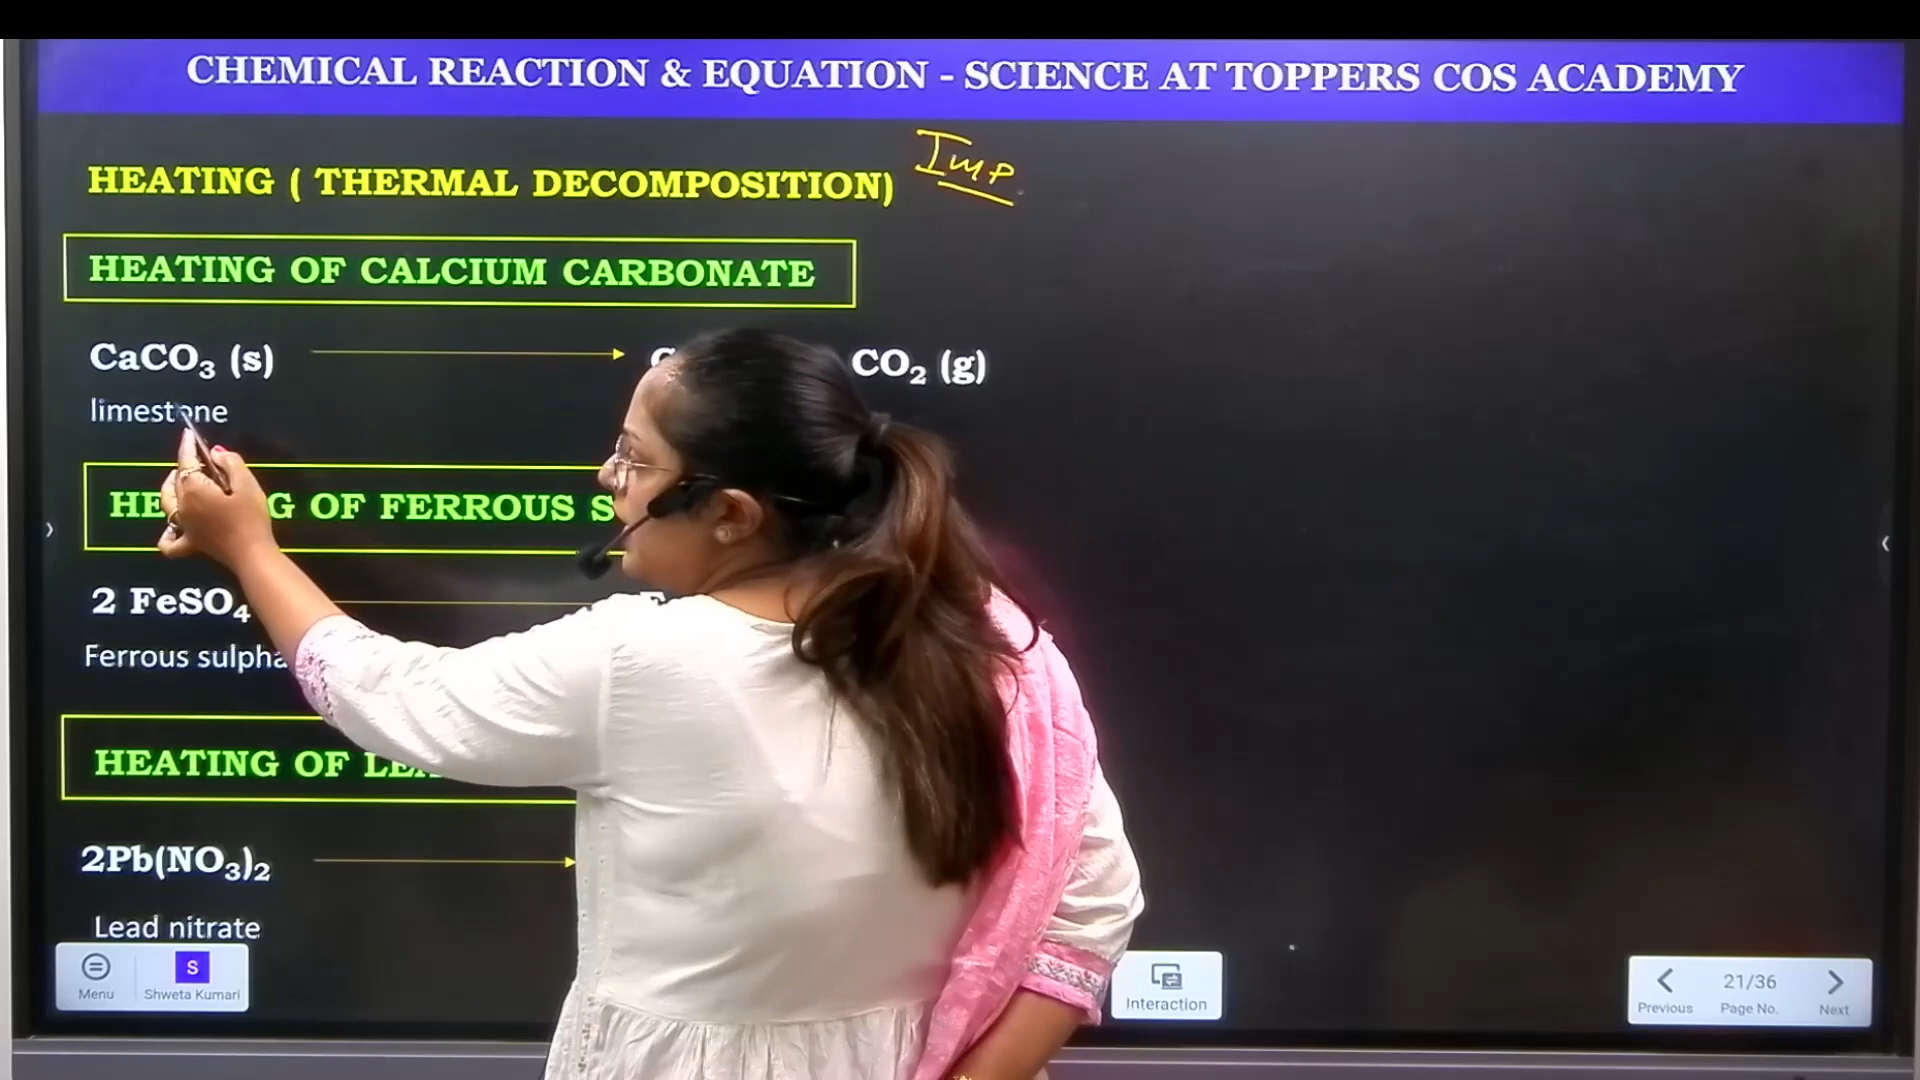 CHEMICAL REACTION & EQUATION - SCIENCE AT TOPPERS COS ACADEMY
HEATING ( THERMAL DECOMPOSITION) Imp
HEATING OF CALCIUM CARBONATE
CaCO₃ (s) CO₂ (g)
limestone
OF FERROUS
2 FeSO₄
Ferrous
HEATING OF
2Pb(NO₃)₂
Lead nitrate
S
Menu Shweta Kumari
Interaction
21/36
Previous Page No. Next